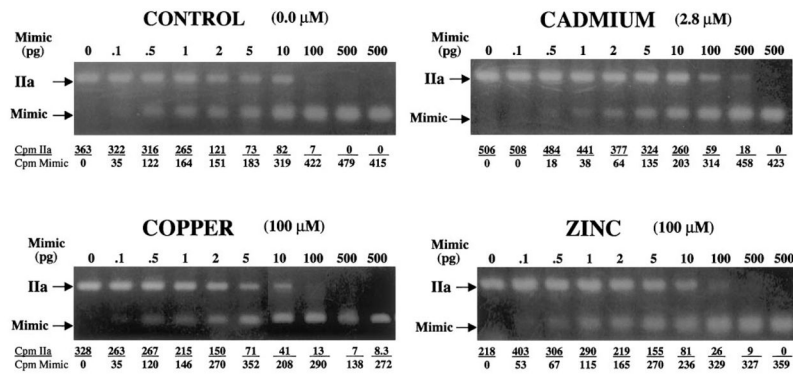 CONTROL (0.0 μM)
Mimic
(pg) 0 .1 .5 1 2 5 10 100 500 500
IIa
Mimic
Cpm IIa 363 322 316 265 121 73 82 7 0 0
Cpm Mimic 0 35 122 164 151 183 319 422 479 415
CADMIUM (2.8 μM)
Mimic
(pg) 0 .1 .5 1 2 5 10 100 500 500
IIa
Mimic
506 508 484 441 377 324 260 59 18 0
0 0 18 38 64 135 203 314 458 423
COPPER (100 μM)
Mimic
(pg) 0 .1 .5 1 2 5 10 100 500 500
IIa
Mimic
Cpm IIa 328 263 267 215 150 71 41 13 7 8.3
Cpm Mimic 0 35 120 146 270 352 208 290 138 272
ZINC (100 μM)
Mimic
(pg) 0 .1 .5 1 2 5 10 100 500 500
IIa
Mimic
218 403 306 290 219 155 81 26 9 0
0 53 67 115 165 270 236 329 327 359